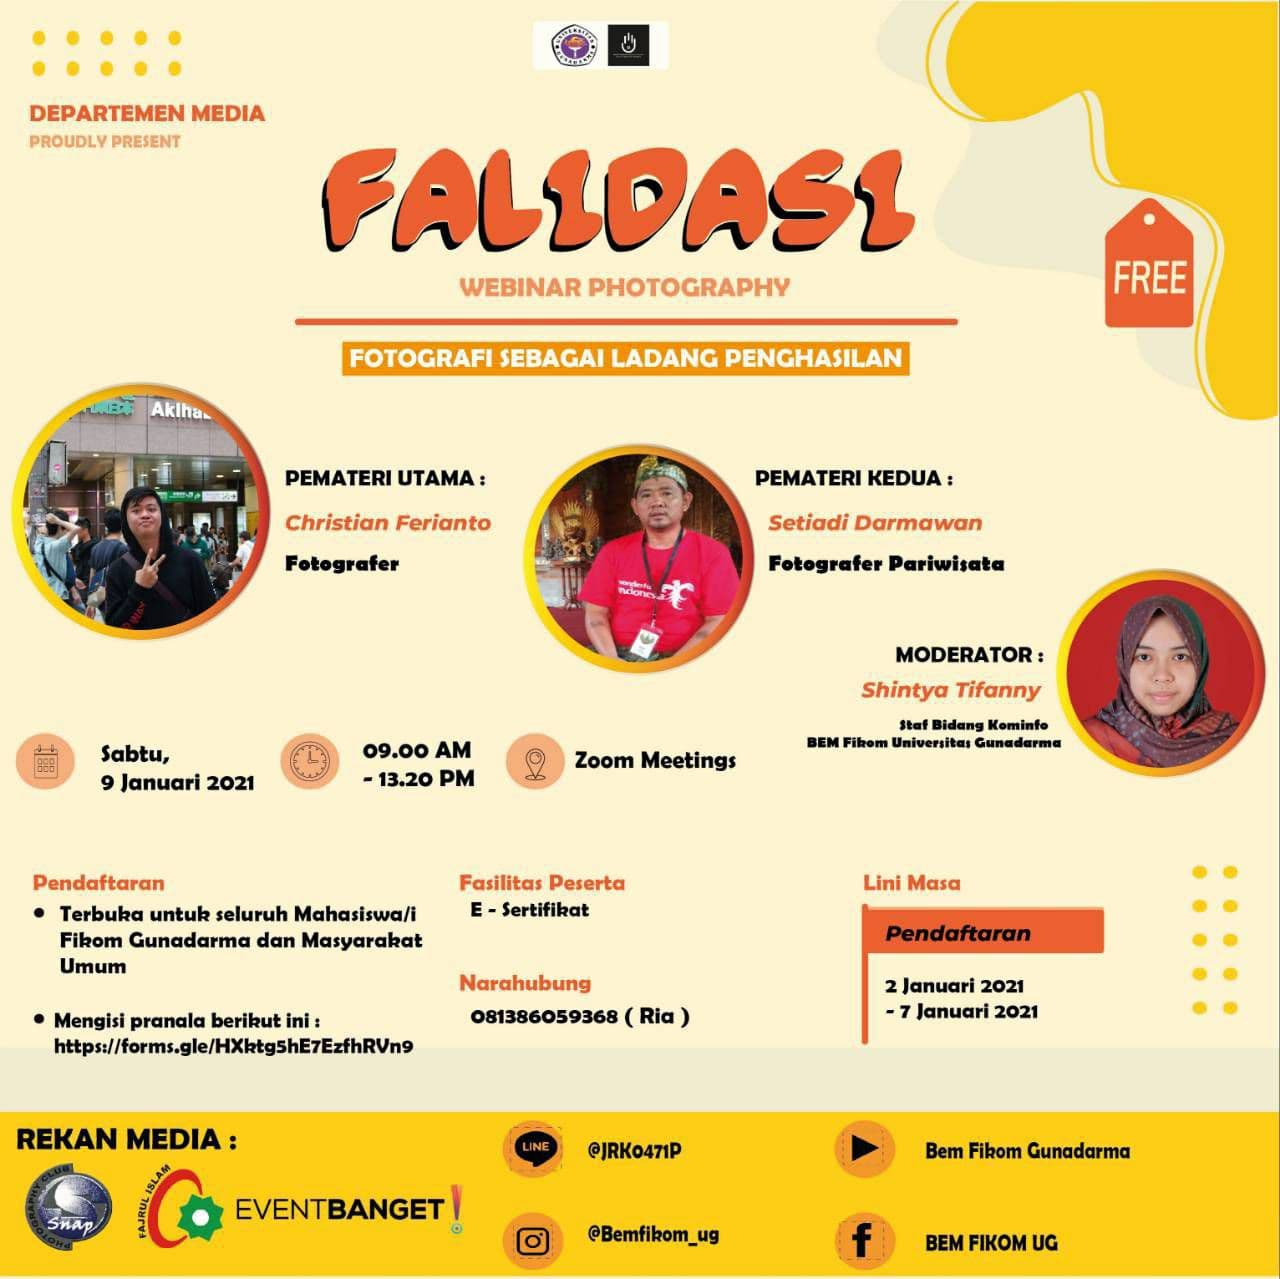 UNIVERSITAS GUNADARMA
DEPARTEMEN MEDIA
PROUDLY PRESENT
FALIDASI
WEBINAR PHOTOGRAPHY
FREE
FOTOGRAFI SEBAGAI LADANG PENGHASILAN
Akiha
PEMATERI UTAMA :
Christian Ferianto
Fotografer
PEMATERI KEDUA :
Setiadi Darmawan
Fotografer Pariwisata
wonderful
indonesia
MODERATOR :
Shintya Tifanny
Staf Bidang Kominfo
BEM Fikom Universitas Gunadarma
Sabtu,
9 Januari 2021
09.00 AM
- 13.20 PM
Zoom Meetings
Pendaftaran
• Terbuka untuk seluruh Mahasiswa/i
Fikom Gunadarma dan Masyarakat
Umum
• Mengisi pranala berikut ini :
https://forms.gle/HXktg5hE7EzfhRVn9
Fasilitas Peserta
E - Sertifikat
Narahubung
081386059368 ( Ria )
Lini Masa
Pendaftaran
2 Januari 2021
- 7 Januari 2021
REKAN MEDIA :
PHOTOGRAPHY CLUB
Snap
FAJRUL ISLAM
EVENTBANGET!
LINE
@JRK0471P
@Bemfikom_ug
Bem Fikom Gunadarma
BEM FIKOM UG